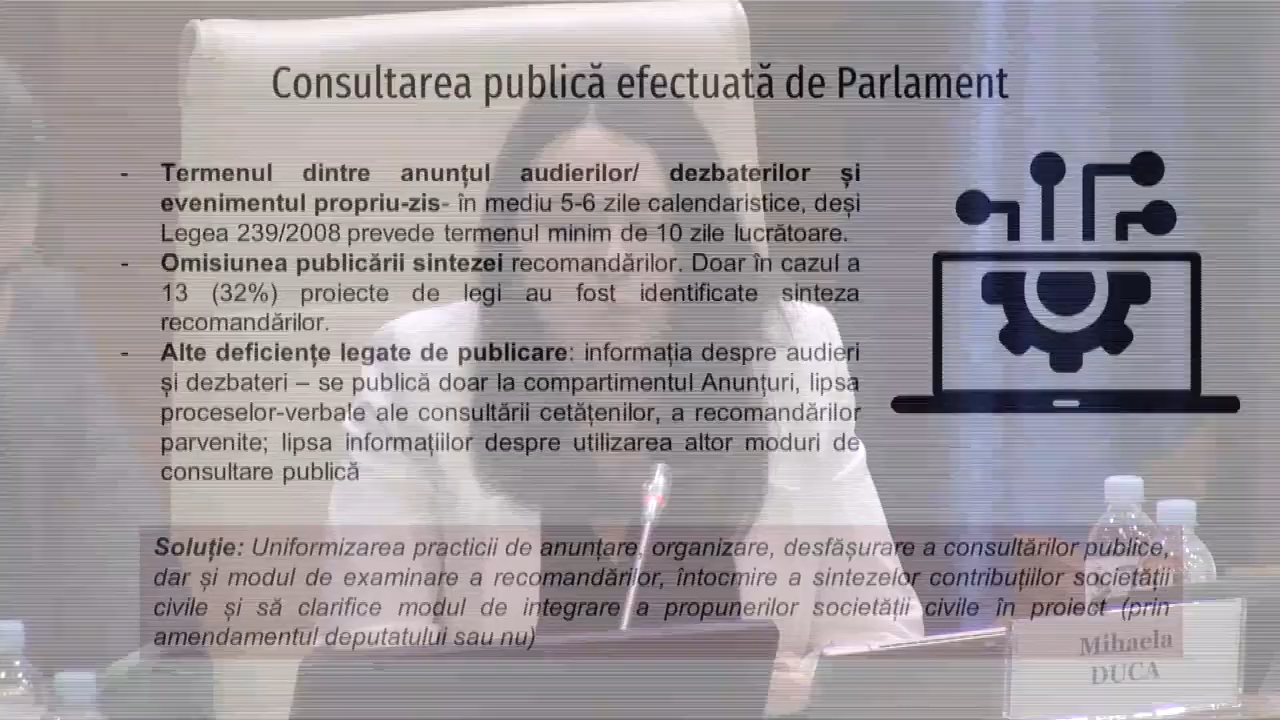 Consultarea publică efectuată de Parlament
- Termenul dintre anunțul audierilor/ dezbaterilor și
evenimentul propriu-zis- în mediu 5-6 zile calendaristice, deși
Legea 239/2008 prevede termenul minim de 10 zile lucrătoare.
- Omisiunea publicării sintezei recomandărilor. Doar în cazul a
13 (32%) proiecte de legi au fost identificate sinteza
recomandărilor.
- Alte deficiențe legate de publicare: informația despre audieri
și dezbateri – se publică doar la compartimentul Anunțuri, lipsa
proceselor-verbale ale consultării cetățenilor, a recomandărilor
parvenite; lipsa informațiilor despre utilizarea altor moduri de
consultare publică
Soluție: Uniformizarea practicii de anunțare, organizare, desfășurare a consultărilor publice,
dar și modul de examinare a recomandărilor, întocmire a sintezelor contribuțiilor societății
civile și să clarifice modul de integrare a propunerilor societății civile în proiect (prin
amendamentul deputatului sau nu)
Mihaela
DUCA